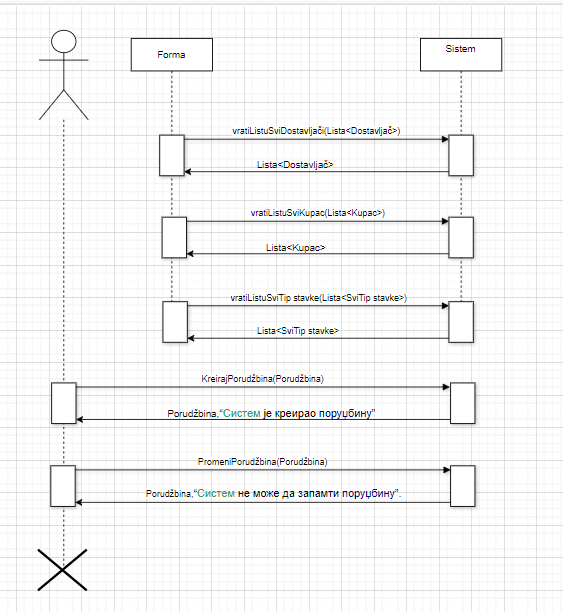 Forma
Sistem
vratiListuSviDostavljači(Lista<Dostavljač>)
Lista<Dostavljač>
vratiListuSviKupac(Lista<Kupac>)
Lista<Kupac>
vratiListuSviTip stavke(Lista<SviTip stavke>)
Lista<SviTip stavke>
KreirajPorudžbina(Porudžbina)
Porudžbina,“Систем је креирао поруџбину”
PromeniPorudžbina(Porudžbina)
Porudžbina,“Систем не може да запамти поруџбину”.